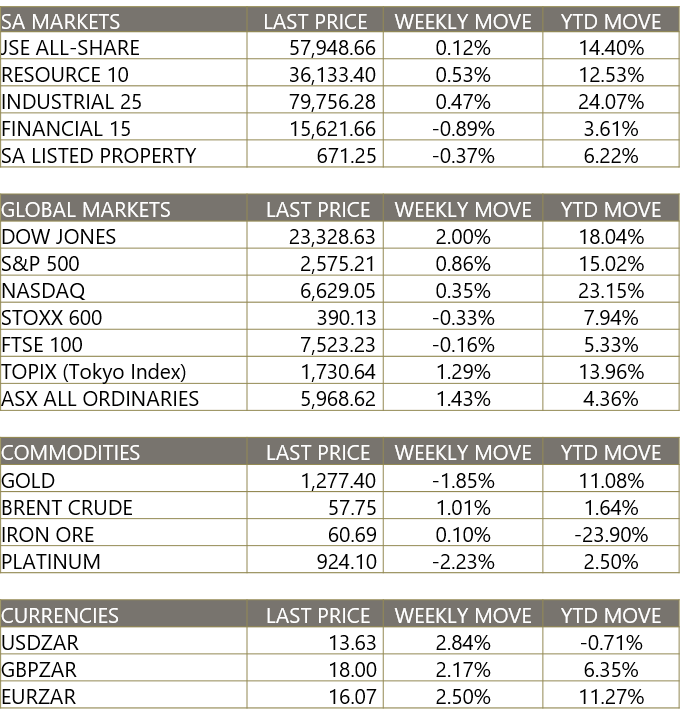 SA MARKETS LAST PRICE WEEKLY MOVE YTD MOVE
JSE ALL-SHARE 57,948.66 0.12% 14.40%
RESOURCE 10 36,133.40 0.53% 12.53%
INDUSTRIAL 25 79,756.28 0.47% 24.07%
FINANCIAL 15 15,621.66 -0.89% 3.61%
SA LISTED PROPERTY 671.25 -0.37% 6.22%
GLOBAL MARKETS LAST PRICE WEEKLY MOVE YTD MOVE
DOW JONES 23,328.63 2.00% 18.04%
S&P 500 2,575.21 0.86% 15.02%
NASDAQ 6,629.05 0.35% 23.15%
STOXX 600 390.13 -0.33% 7.94%
FTSE 100 7,523.23 -0.16% 5.33%
TOPIX (Tokyo Index) 1,730.64 1.29% 13.96%
ASX ALL ORDINARIES 5,968.62 1.43% 4.36%
COMMODITIES LAST PRICE WEEKLY MOVE YTD MOVE
GOLD 1,277.40 -1.85% 11.08%
BRENT CRUDE 57.75 1.01% 1.64%
IRON ORE 60.69 0.10% -23.90%
PLATINUM 924.10 -2.23% 2.50%
CURRENCIES LAST PRICE WEEKLY MOVE YTD MOVE
USDZAR 13.63 2.84% -0.71%
GBPZAR 18.00 2.17% 6.35%
EURZAR 16.07 2.50% 11.27%